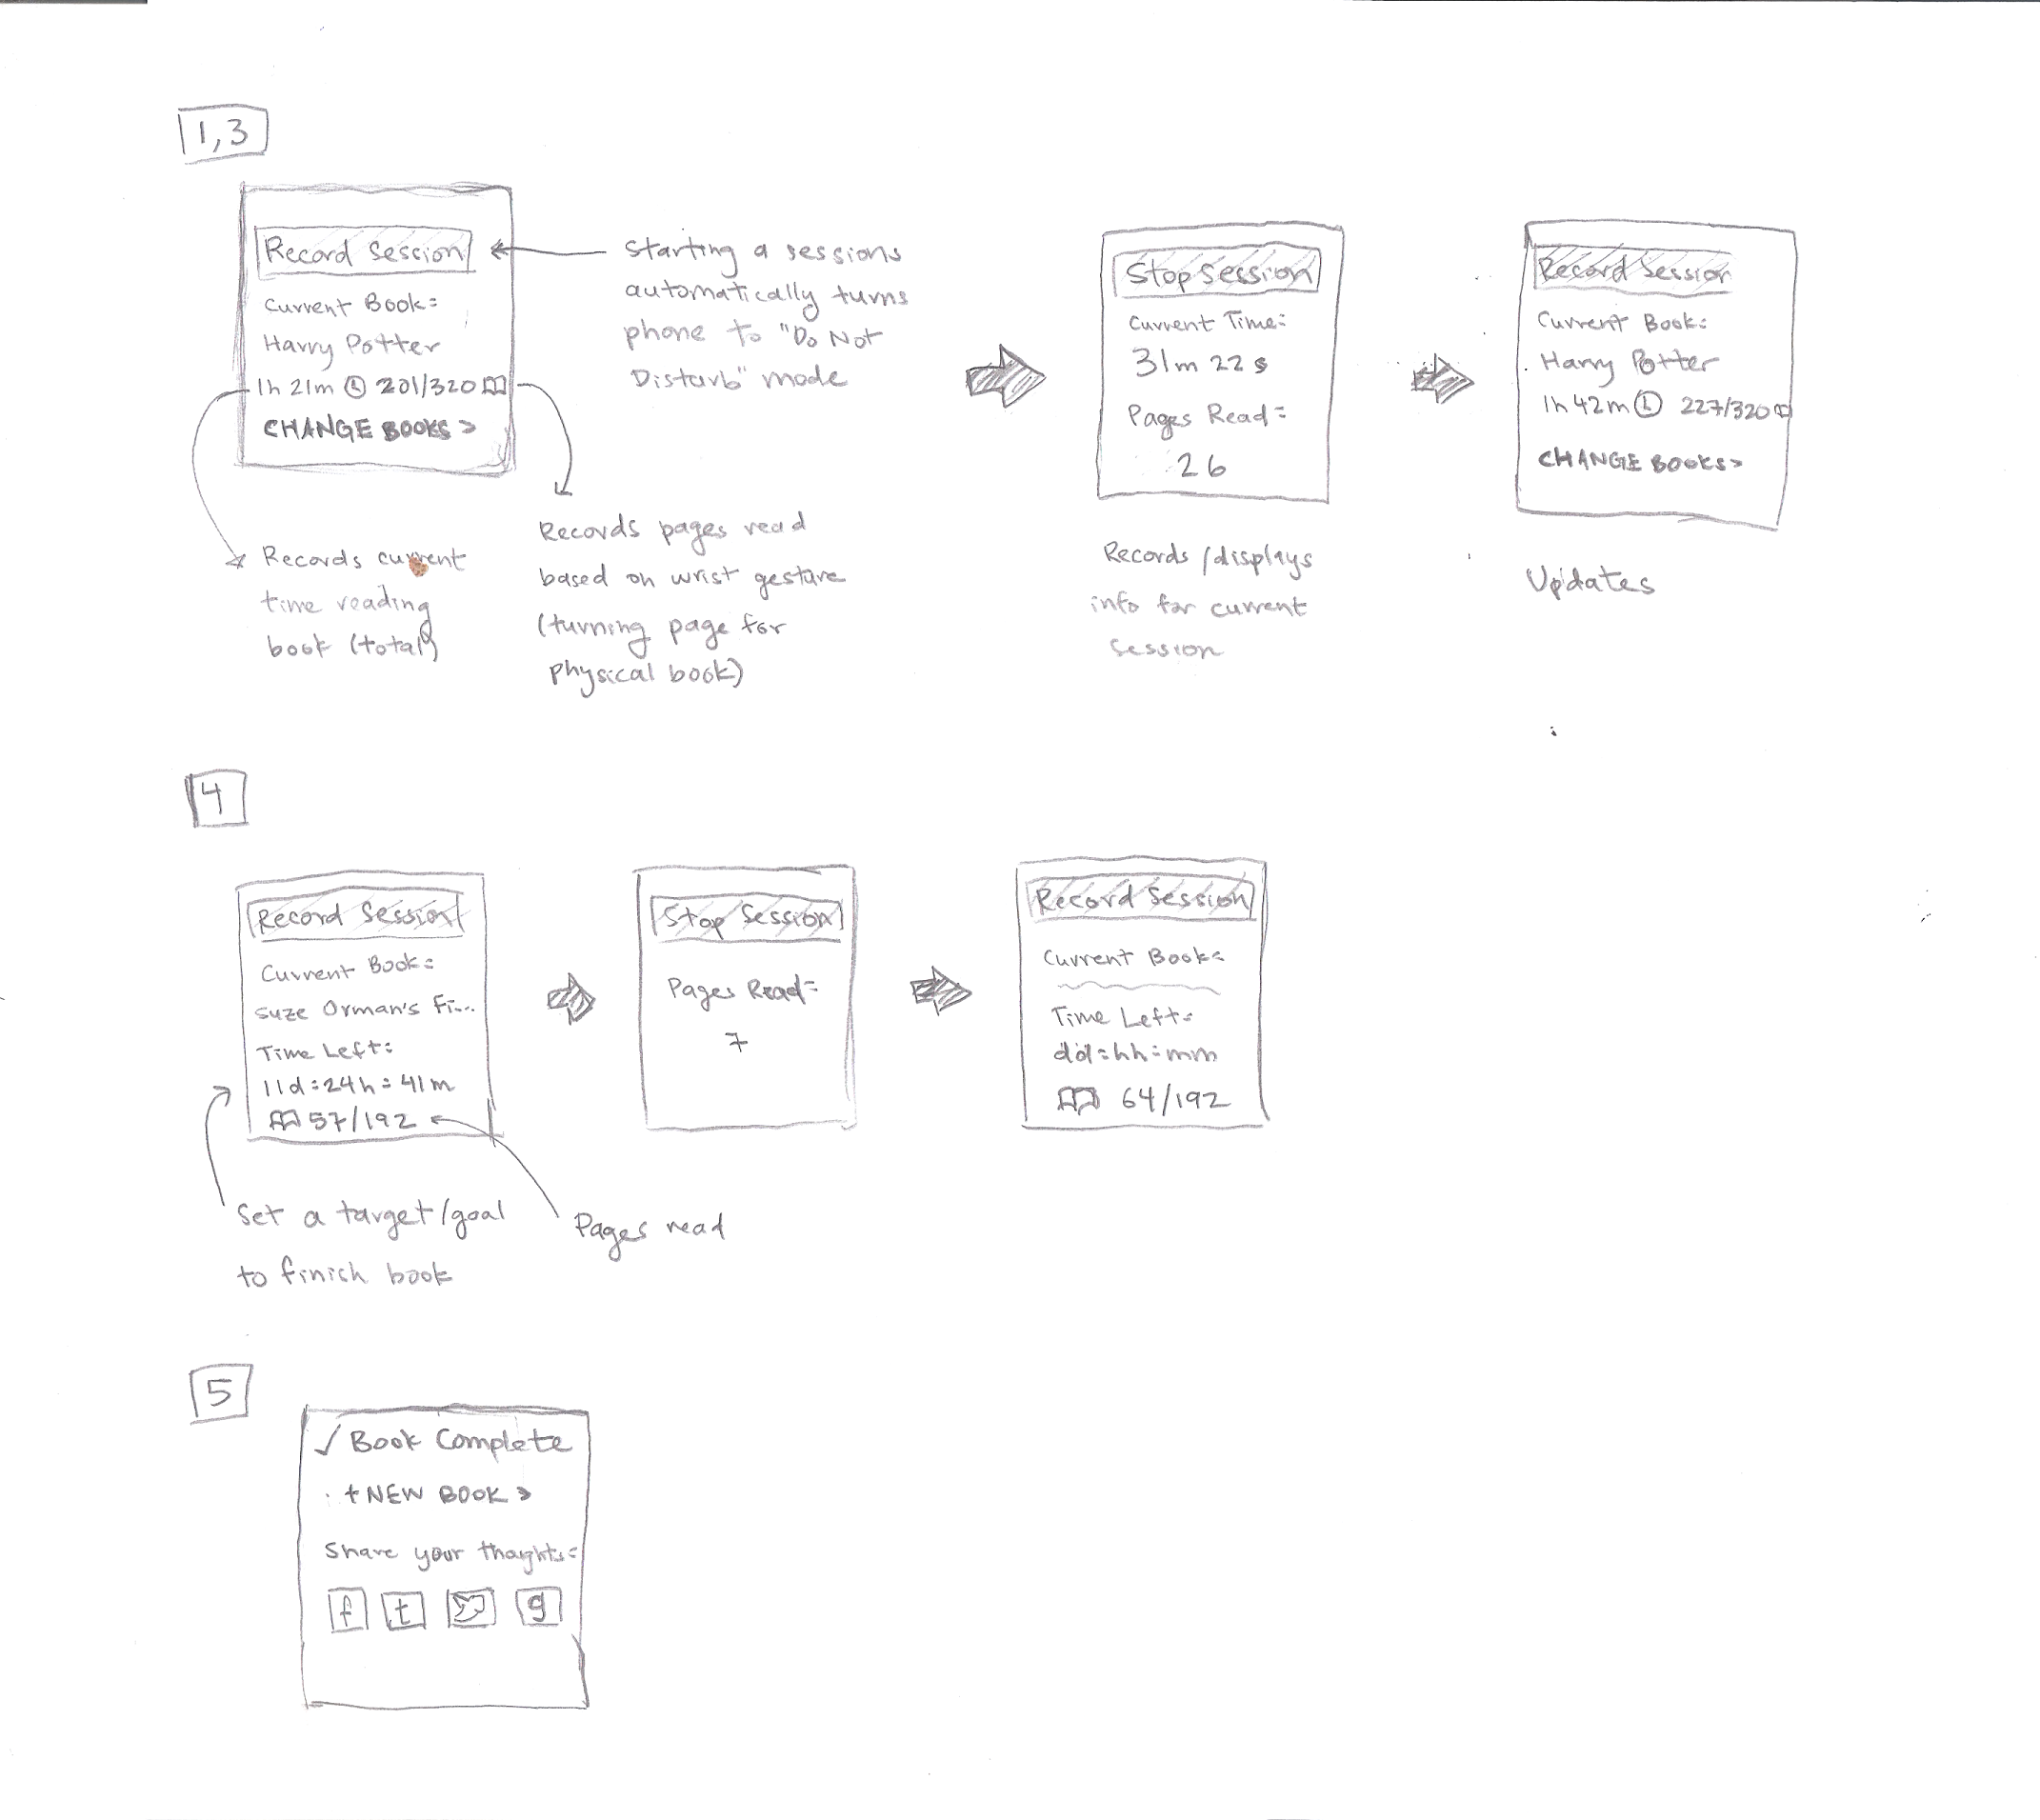 1,3
Record Session
Current Book:
Harry Potter
1h 21m 201/320
CHANGE BOOKS >
Starting a sessions
automatically turns
phone to "Do Not
Disturb" mode
Records current
time reading
book (total)
Records pages read
based on wrist gesture
(turning page for
physical book)
Stop Session
Current Time:
31m 22s
Pages Read:
26
Records/displays
info for current
session
Record Session
Current Book:
Harry Potter
1h 42m 227/320
CHANGE BOOKS>
Updates
4
Record Session
Current Book:
Suze Orman's Fi...
Time Left:
11d:24h:41m
57/192
Set a target/goal
to finish book
Pages read
Stop Session
Pages Read:
7
Record Session
Current Book:
Time Left:
dd:hh:mm
64/192
5
✓ Book Complete
+NEW BOOK >
Share your thoughts:
f t g